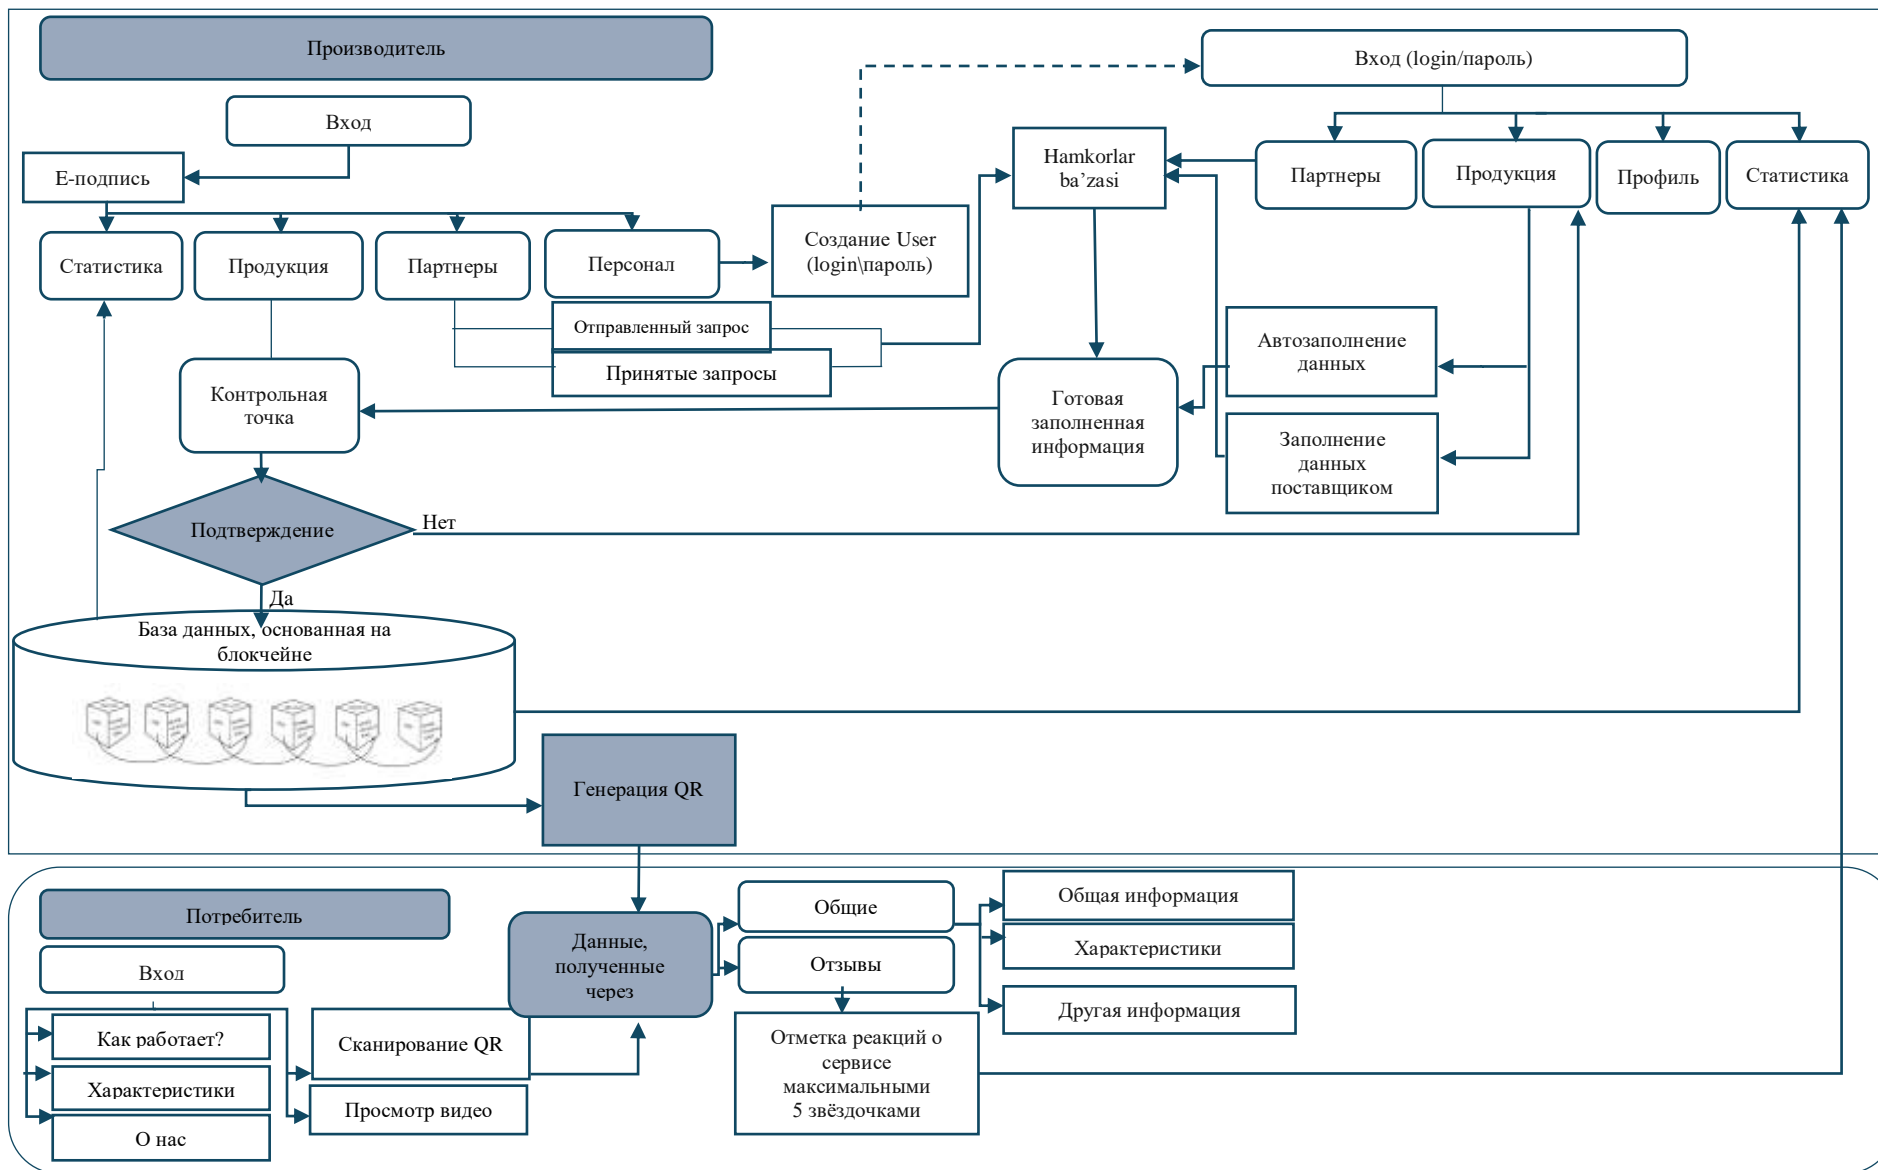 Производитель
Вход (login/пароль)
Вход
Е-подпись
Hamkorlar
ba’zasi
Партнеры
Продукция
Профиль
Статистика
Статистика
Продукция
Партнеры
Персонал
Создание User
(login\пароль)
Отправленный запрос
Принятые запросы
Автозаполнение
данных
Контрольная
точка
Готовая
заполненная
информация
Заполнение
данных
поставщиком
Подтверждение
Нет
Да
База данных, основанная на
блокчейне
Генерация QR
Потребитель
Вход
Как работает?
Характеристики
О нас
Сканирование QR
Просмотр видео
Данные,
полученные
через
Общие
Отзывы
Общая информация
Характеристики
Другая информация
Отметка реакций о
сервисе
максимальными
5 звёздочками